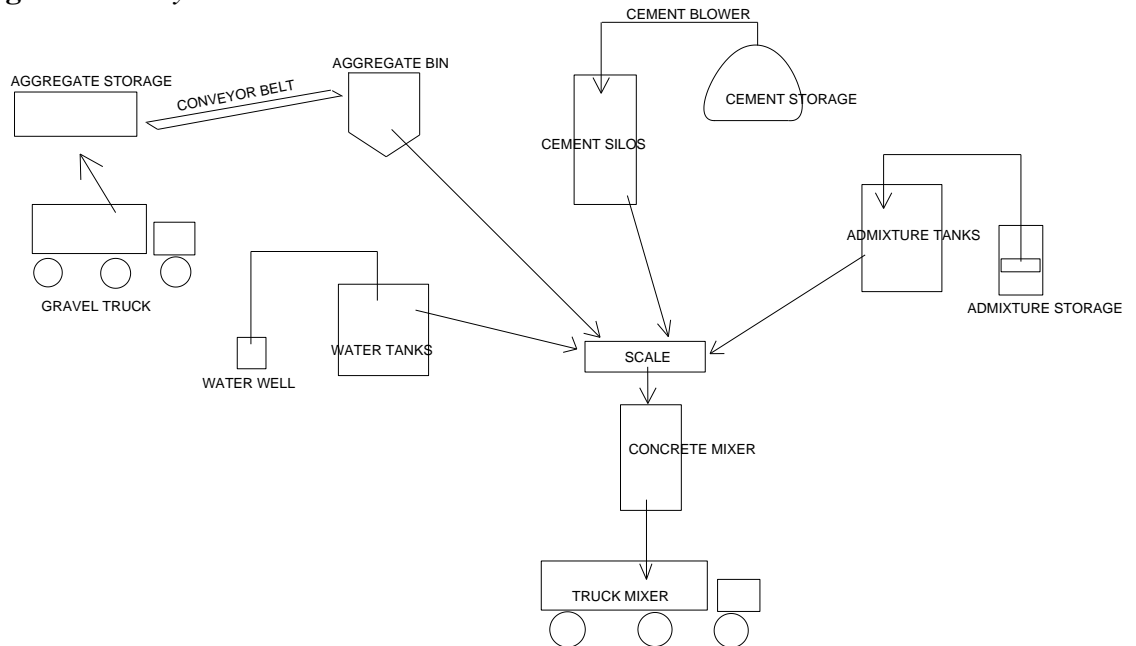 CEMENT BLOWER
AGGREGATE BIN
AGGREGATE STORAGE
CONVEYOR BELT
CEMENT STORAGE
CEMENT SILOS
ADMIXTURE TANKS
GRAVEL TRUCK
ADMIXTURE STORAGE
WATER TANKS
SCALE
WATER WELL
CONCRETE MIXER
TRUCK MIXER